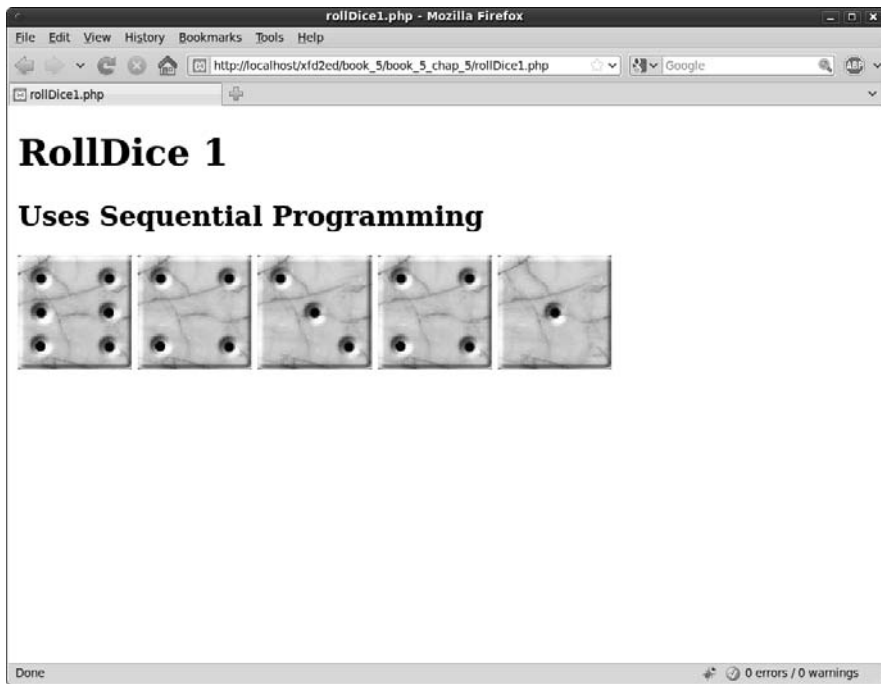 rollDice1.php - Mozilla Firefox
File Edit View History Bookmarks Tools Help
http://localhost/xfd2ed/book_5/book_5_chap_5/rollDice1.php
Google
ABP
rollDice1.php
RollDice 1
Uses Sequential Programming
Done
0 errors / 0 warnings